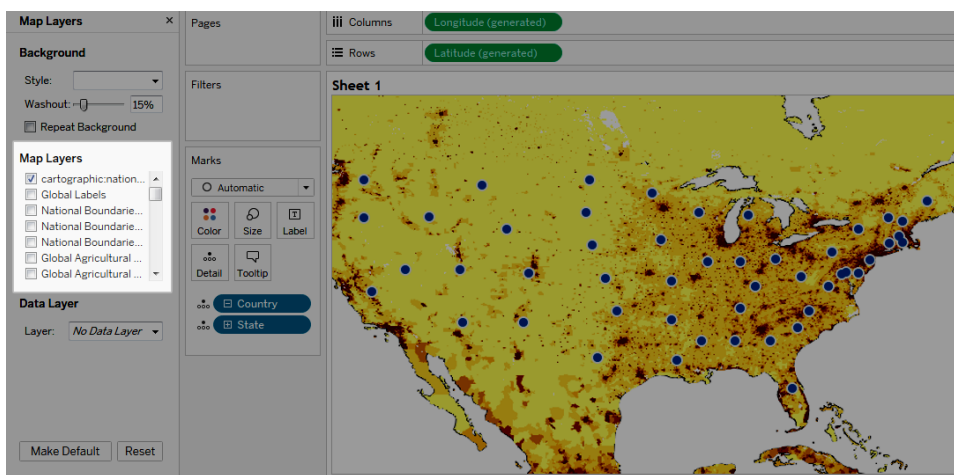 Map Layers ×
Background
Style:
Washout: 15%
Repeat Background
Map Layers
cartographic:nation...
Global Labels
National Boundarie...
National Boundarie...
National Boundarie...
Global Agricultural ...
Global Agricultural ...
Data Layer
Layer: No Data Layer
Make Default Reset
Pages
Filters
Marks
Automatic
Color Size Label
Detail Tooltip
Country
State
Columns Longitude (generated)
Rows Latitude (generated)
Sheet 1